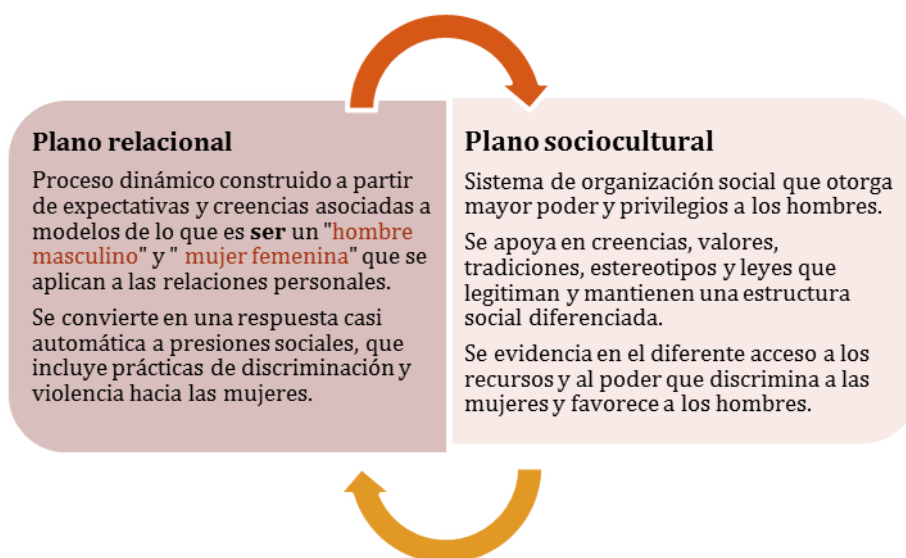 Plano relacional
Proceso dinámico construido a partir
de expectativas y creencias asociadas a
modelos de lo que es ser un "hombre
masculino" y " mujer femenina" que se
aplican a las relaciones personales.
Se convierte en una respuesta casi
automática a presiones sociales, que
incluye prácticas de discriminación y
violencia hacia las mujeres.
Plano sociocultural
Sistema de organización social que otorga
mayor poder y privilegios a los hombres.
Se apoya en creencias, valores,
tradiciones, estereotipos y leyes que
legitiman y mantienen una estructura
social diferenciada.
Se evidencia en el diferente acceso a los
recursos y al poder que discrimina a las
mujeres y favorece a los hombres.